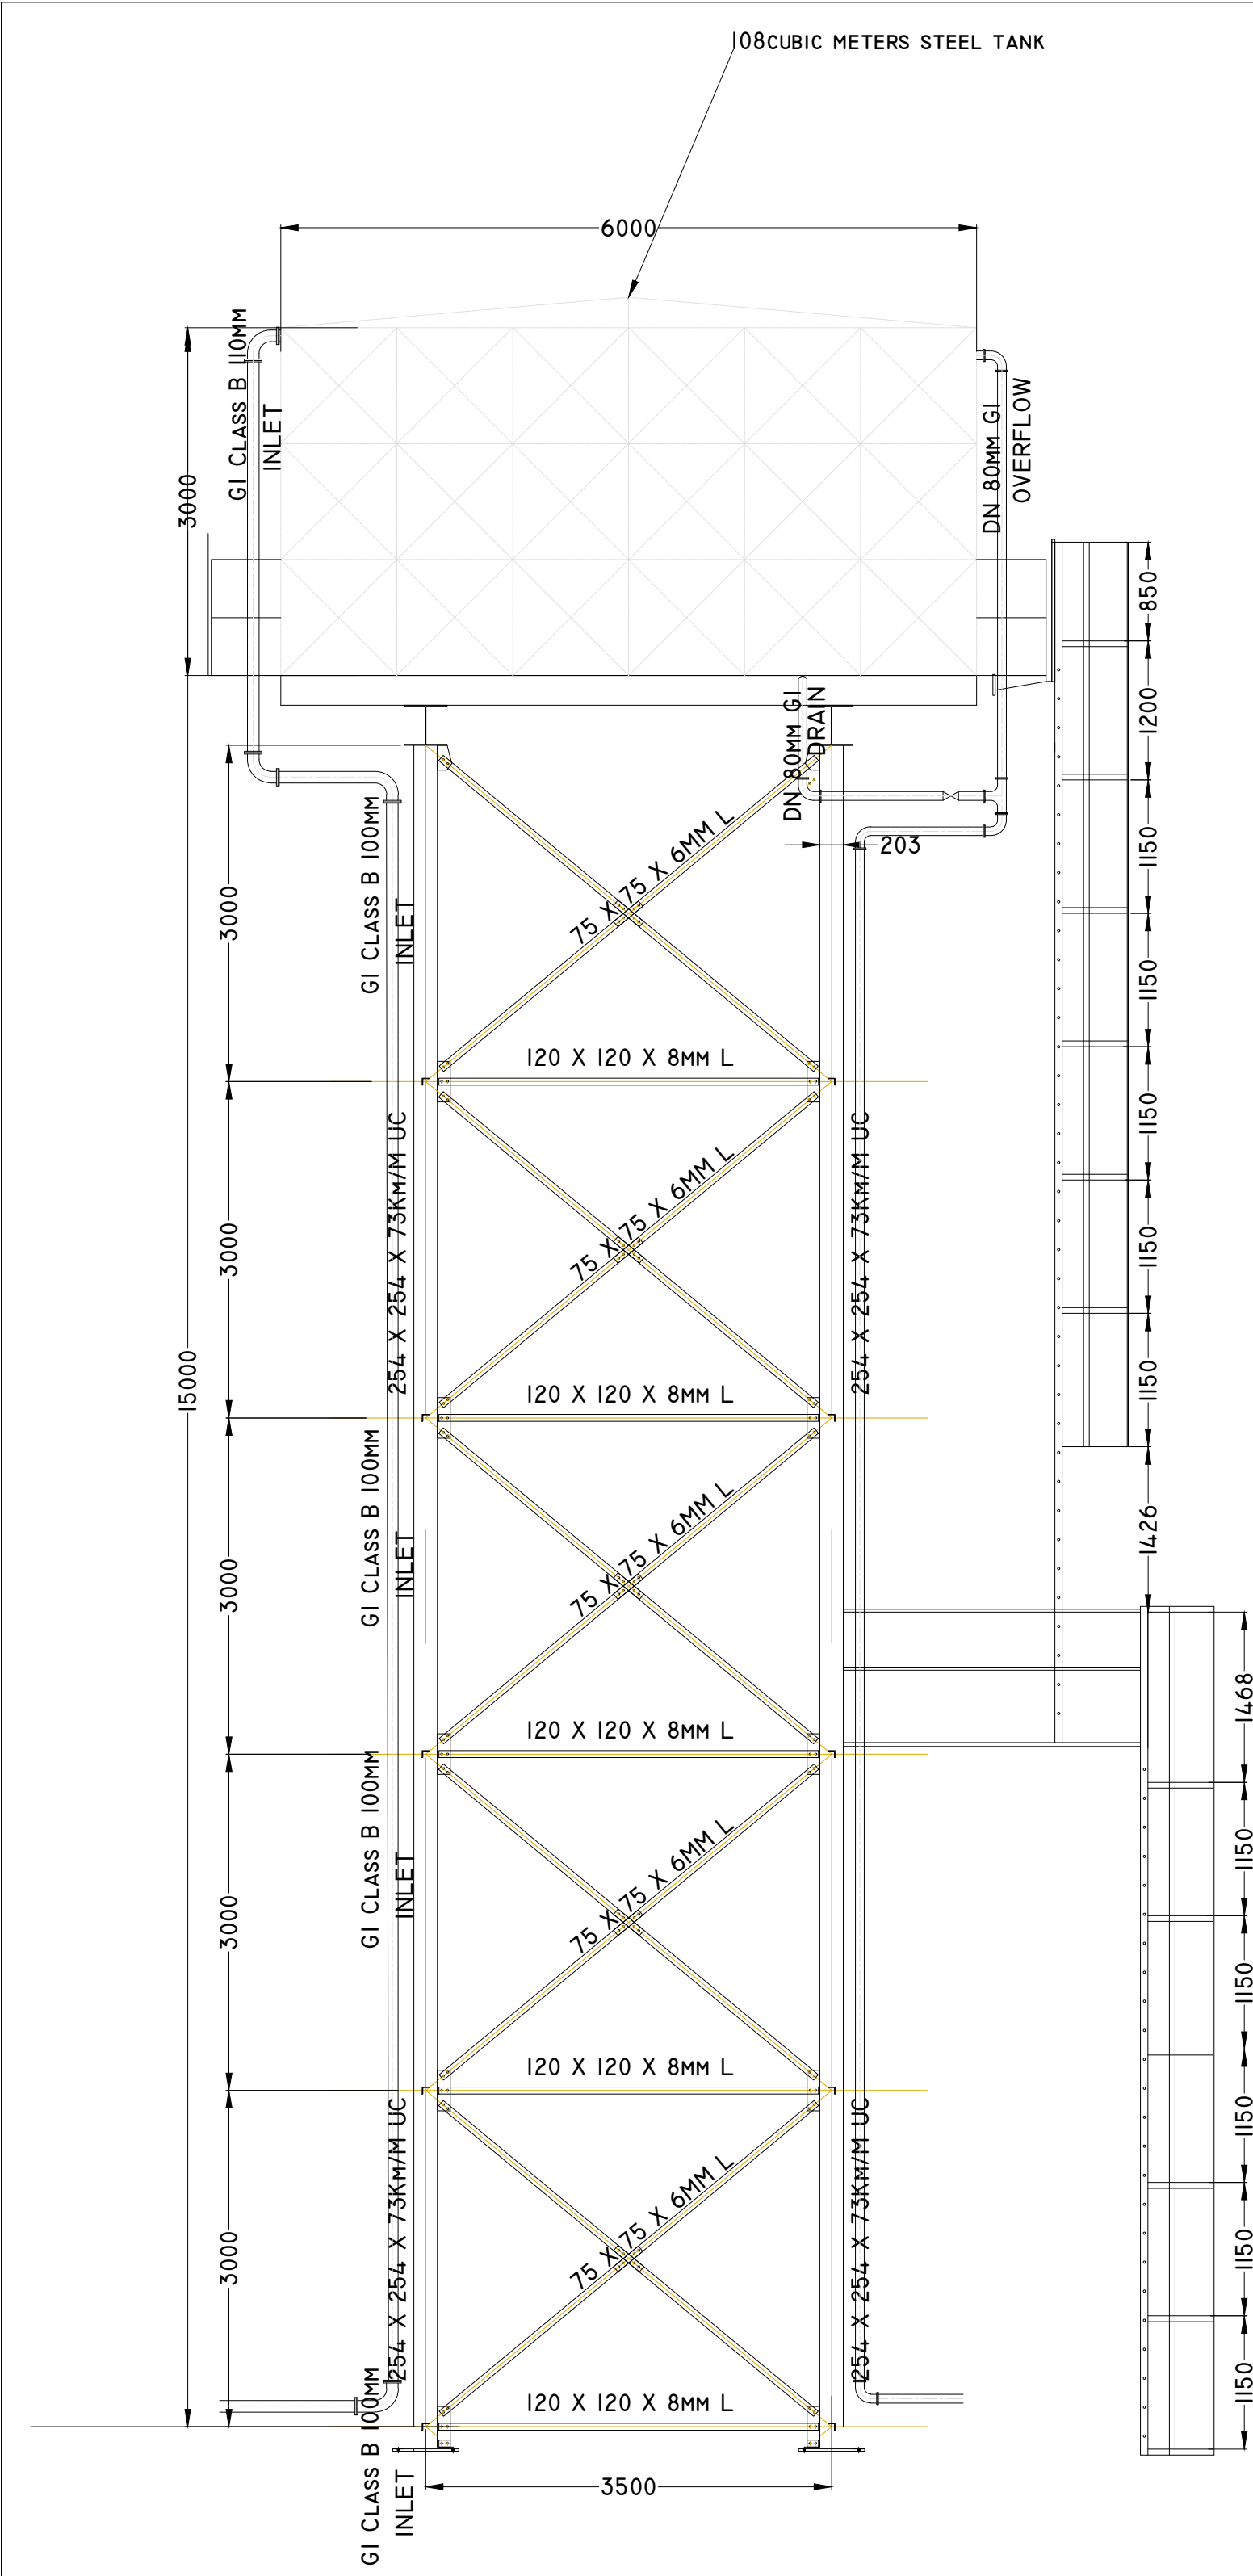 108CUBIC METERS STEEL TANK
6000
GI CLASS B 110MM
INLET
3000
DN 80MM GI
OVERFLOW
850
1200
DN 80MM GI
DRAIN
203
GI CLASS B 100MM
INLET
75 X 75 X 6MM L
3000
1150
1150
120 X 120 X 8MM L
1150
254 X 254 X 73KM/M UC
254 X 254 X 73KM/M UC
75 X 75 X 6MM L
3000
1150
15000
120 X 120 X 8MM L
1150
GI CLASS B 100MM
INLET
1426
75 X 75 X 6MM L
3000
1468
120 X 120 X 8MM L
GI CLASS B 100MM
INLET
75 X 75 X 6MM L
3000
1150
1150
120 X 120 X 8MM L
1150
254 X 254 X 73KM/M UC
254 X 254 X 73KM/M UC
75 X 75 X 6MM L
3000
1150
1150
120 X 120 X 8MM L
GI CLASS B 100MM
INLET
3500